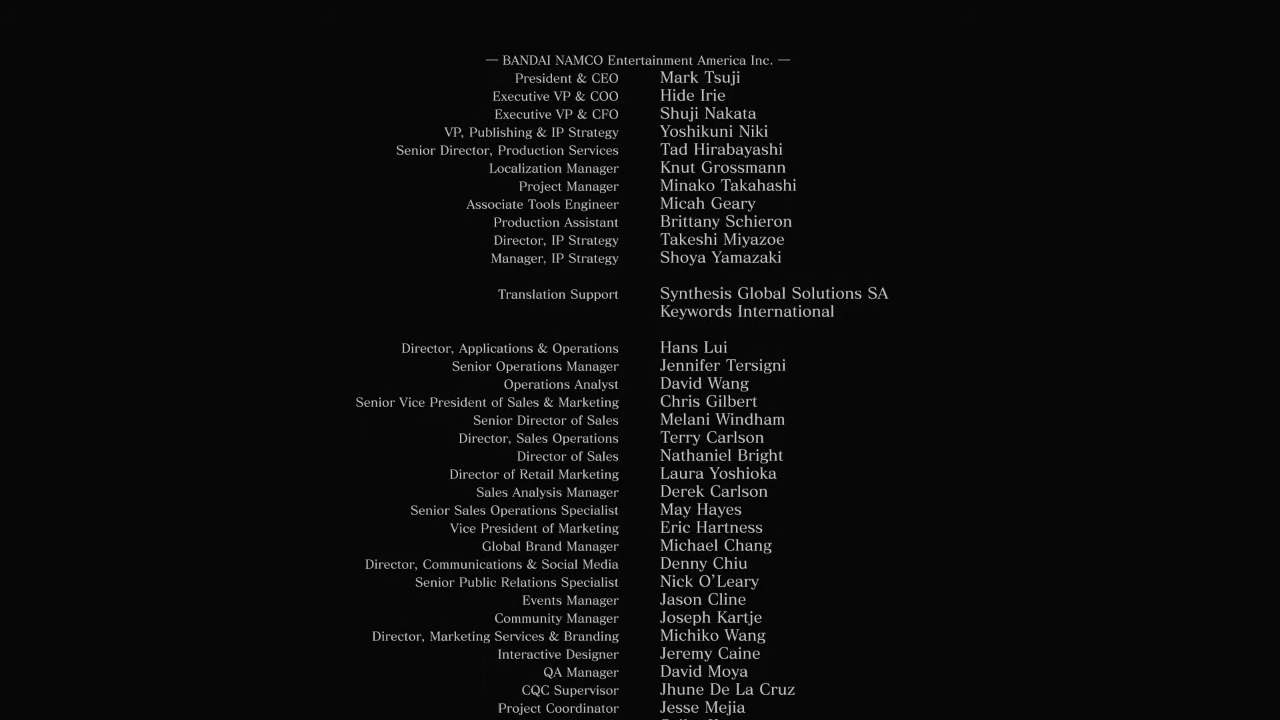 — BANDAI NAMCO Entertainment America Inc. —
President & CEO Mark Tsuji
Executive VP & COO Hide Irie
Executive VP & CFO Shuji Nakata
VP, Publishing & IP Strategy Yoshikuni Niki
Senior Director, Production Services Tad Hirabayashi
Localization Manager Knut Grossmann
Project Manager Minako Takahashi
Associate Tools Engineer Micah Geary
Production Assistant Brittany Schieron
Director, IP Strategy Takeshi Miyazoe
Manager, IP Strategy Shoya Yamazaki
Translation Support Synthesis Global Solutions SA
Keywords International
Director, Applications & Operations Hans Lui
Senior Operations Manager Jennifer Tersigni
Operations Analyst David Wang
Senior Vice President of Sales & Marketing Chris Gilbert
Senior Director of Sales Melani Windham
Director, Sales Operations Terry Carlson
Director of Sales Nathaniel Bright
Director of Retail Marketing Laura Yoshioka
Sales Analysis Manager Derek Carlson
Senior Sales Operations Specialist May Hayes
Vice President of Marketing Eric Hartness
Global Brand Manager Michael Chang
Director, Communications & Social Media Denny Chiu
Senior Public Relations Specialist Nick O'Leary
Events Manager Jason Cline
Community Manager Joseph Kartje
Director, Marketing Services & Branding Michiko Wang
Interactive Designer Jeremy Caine
QA Manager David Moya
CQC Supervisor Jhune De La Cruz
Project Coordinator Jesse Mejia